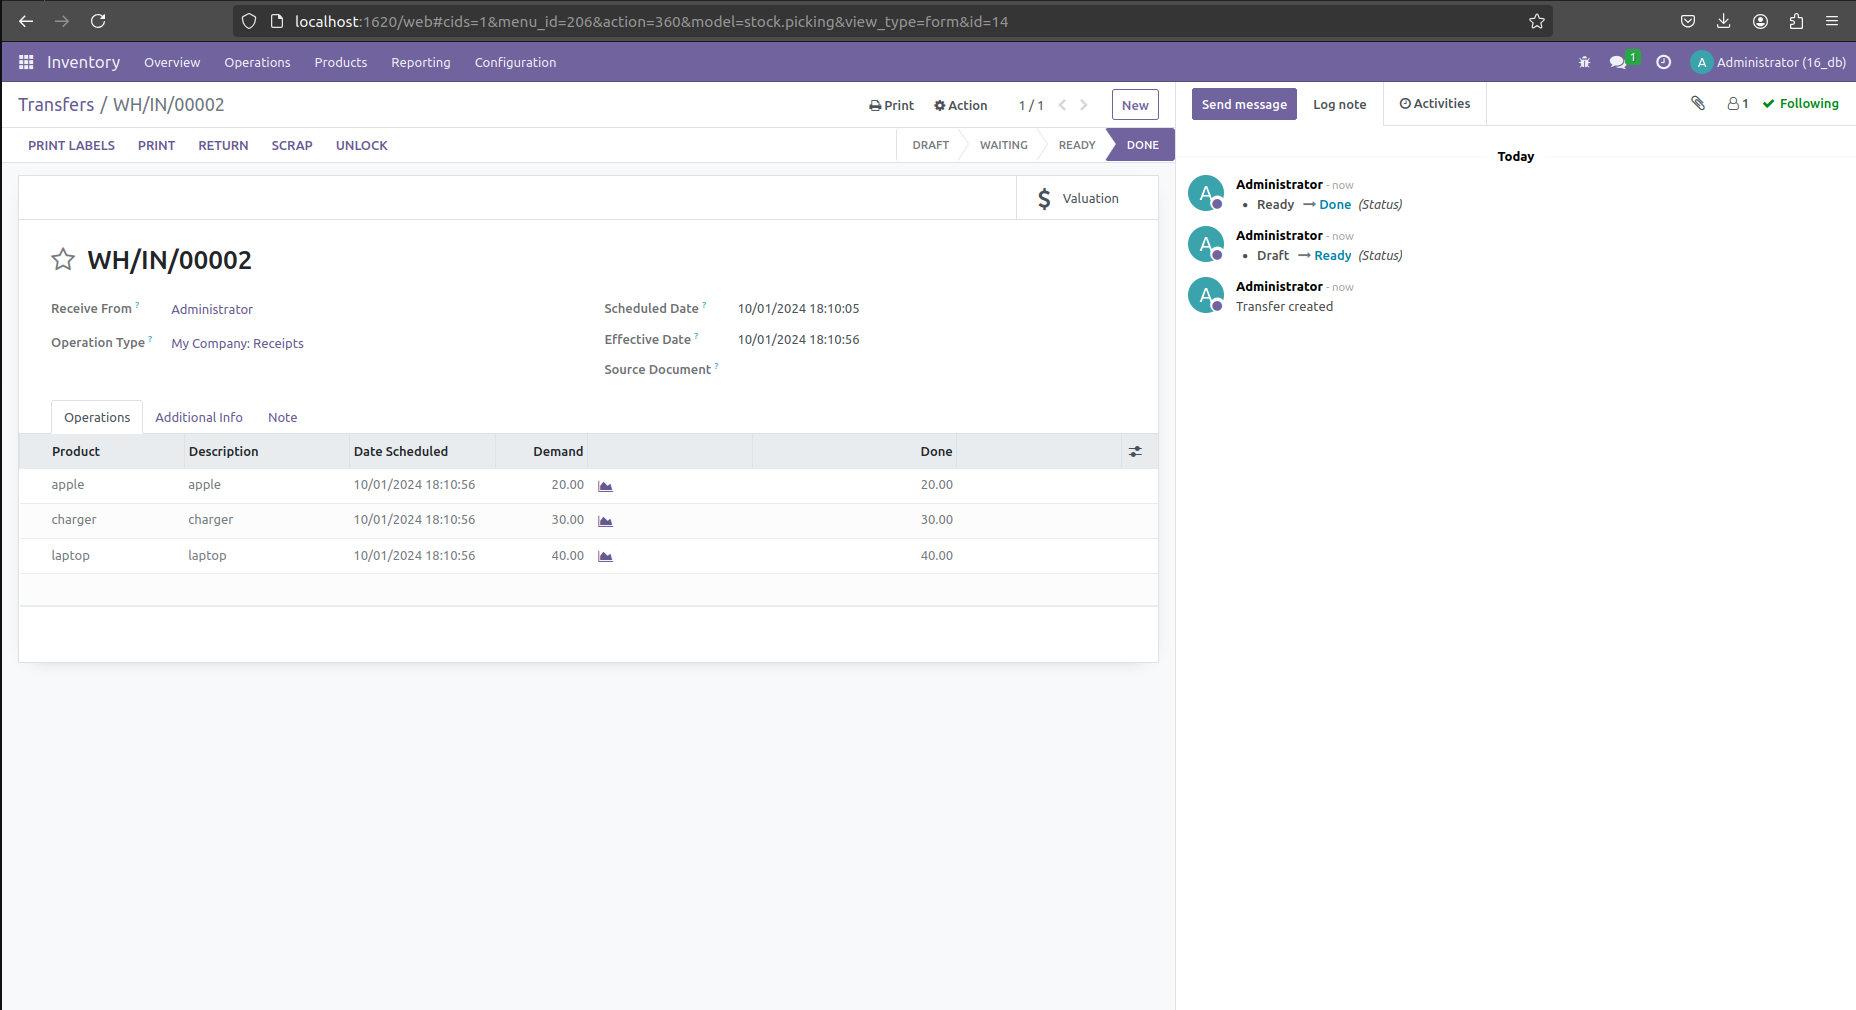 localhost:1620/web#cids=1&menu_id=206&action=360&model=stock.picking&view_type=form&id=14
Inventory Overview Operations Products Reporting Configuration 1 A Administrator (16_db)
Transfers / WH/IN/00002 Print Action 1 / 1 New
Send message Log note Activities 1 Following
PRINT LABELS PRINT RETURN SCRAP UNLOCK DRAFT WAITING READY DONE
Valuation
WH/IN/00002
Receive From ? Administrator
Operation Type ? My Company: Receipts
Scheduled Date ? 10/01/2024 18:10:05
Effective Date ? 10/01/2024 18:10:56
Source Document ?
Operations Additional Info Note
Product Description Date Scheduled Demand Done
apple apple 10/01/2024 18:10:56 20.00 20.00
charger charger 10/01/2024 18:10:56 30.00 30.00
laptop laptop 10/01/2024 18:10:56 40.00 40.00
Today
A Administrator - now
• Ready → Done (Status)
A Administrator - now
• Draft → Ready (Status)
A Administrator - now
Transfer created